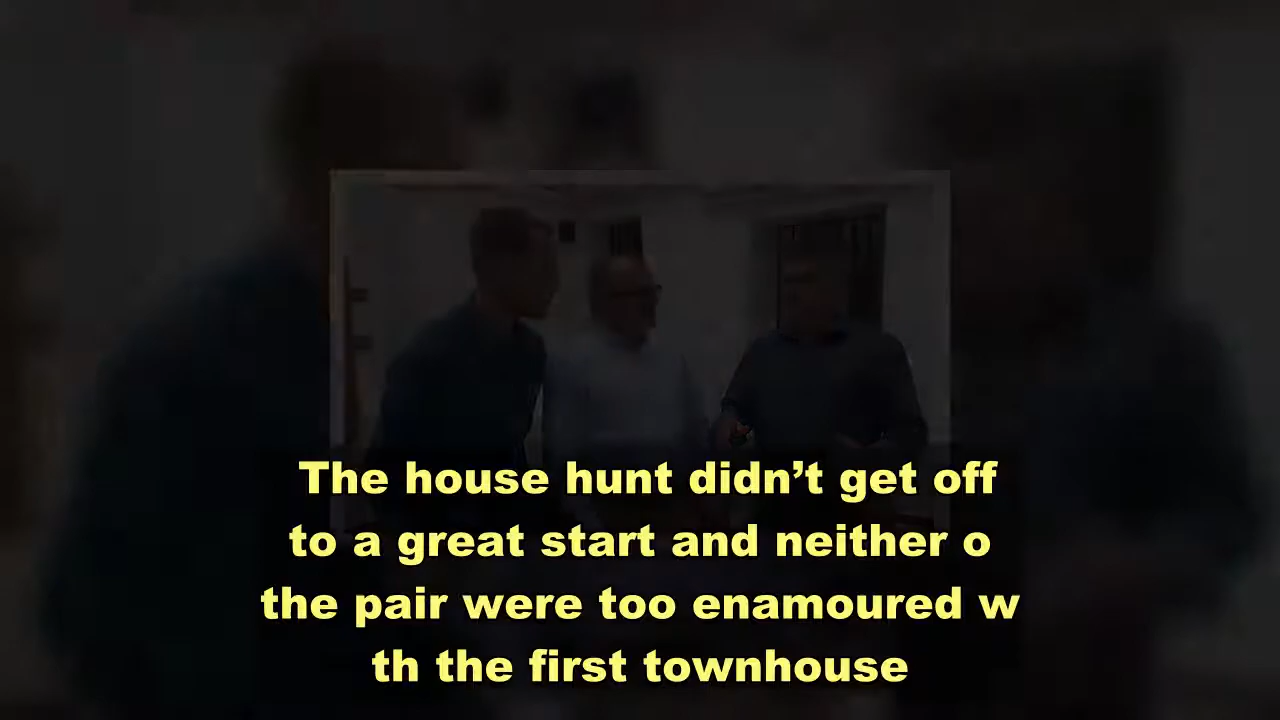 The house hunt didn’t get off
to a great start and neither o
the pair were too enamoured w
th the first townhouse